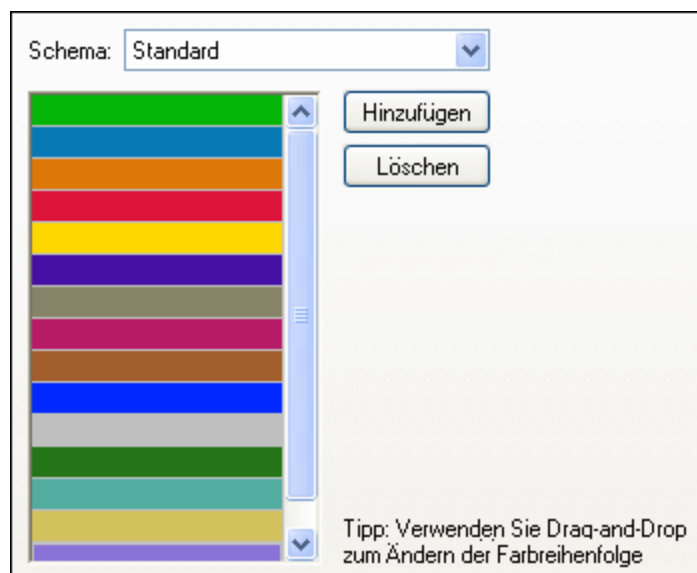 Schema: Standard
Hinzufügen
Löschen
Tipp: Verwenden Sie Drag-and-Drop
zum Ändern der Farbreihenfolge